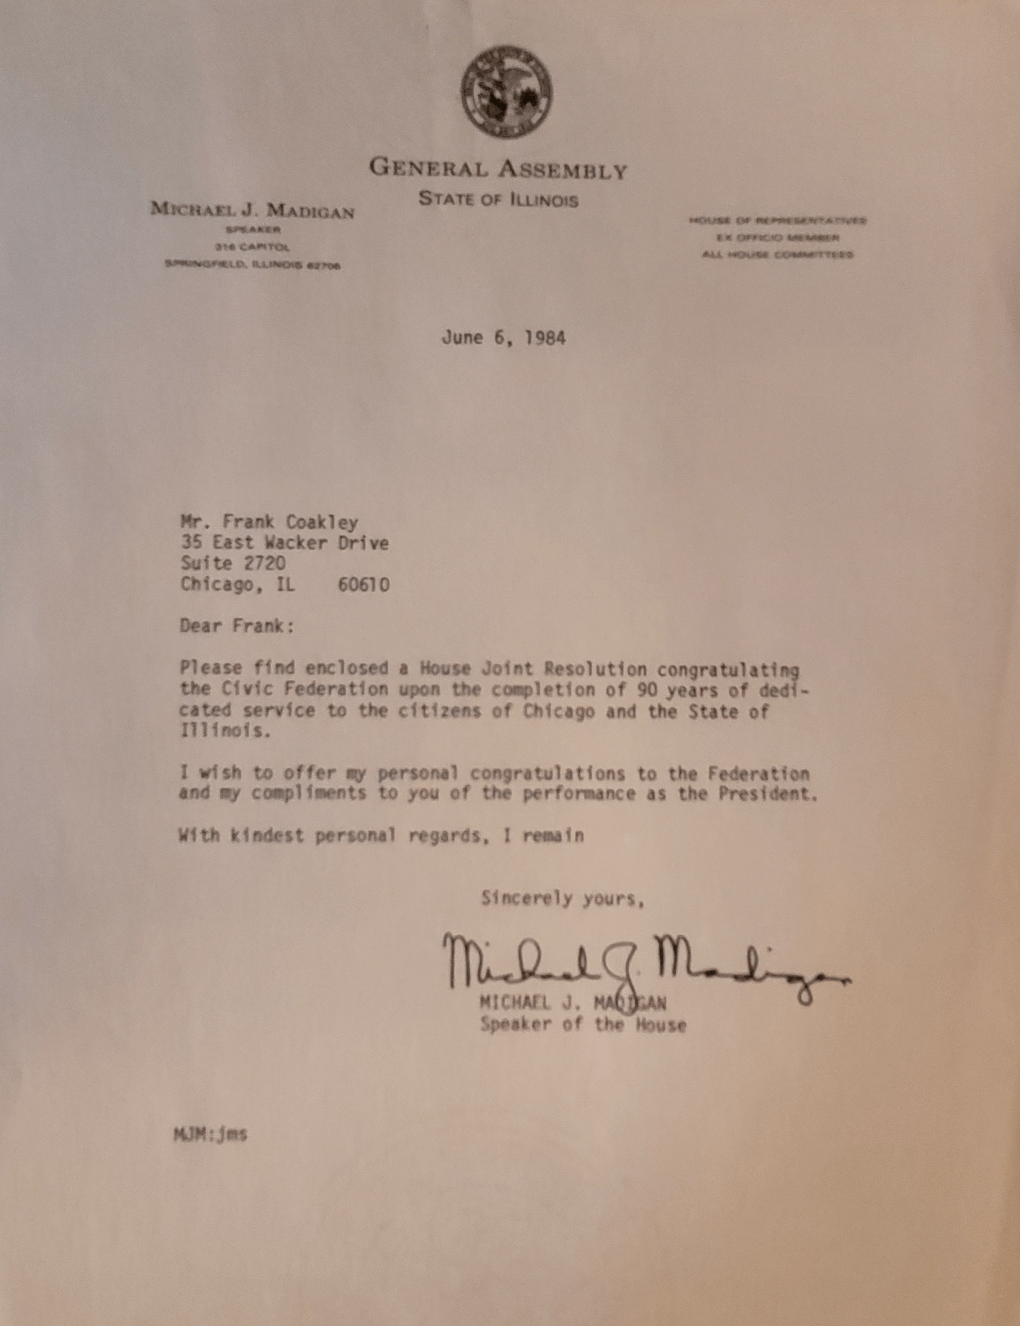 GENERAL ASSEMBLY
STATE OF ILLINOIS
MICHAEL J. MADIGAN
SPEAKER
316 CAPITOL
SPRINGFIELD, ILLINOIS 62706
HOUSE OF REPRESENTATIVES
EX OFFICIO MEMBER
ALL HOUSE COMMITTEES
June 6, 1984
Mr. Frank Coakley
35 East Wacker Drive
Suite 2720
Chicago, IL 60610
Dear Frank:
Please find enclosed a House Joint Resolution congratulating
the Civic Federation upon the completion of 90 years of dedi-
cated service to the citizens of Chicago and the State of
Illinois.
I wish to offer my personal congratulations to the Federation
and my compliments to you of the performance as the President.
With kindest personal regards, I remain
Sincerely yours,
Michael J. Madigan
MICHAEL J. MADIGAN
Speaker of the House
MJM:jms